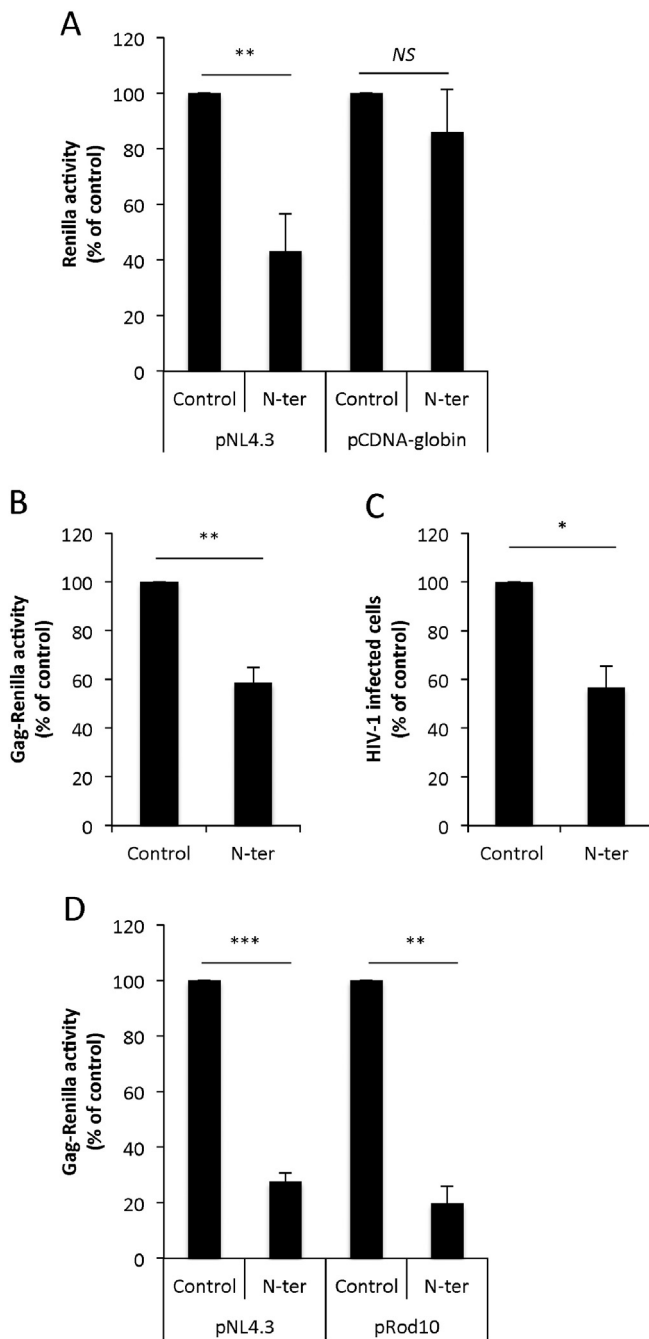 A
Renilla activity
(% of control)
120
100
80
60
40
20
0
**
NS
Control N-ter Control N-ter
pNL4.3 pCDNA-globin
B
Gag-Renilla activity
(% of control)
120
100
80
60
40
20
0
**
Control N-ter
C
HIV-1 infected cells
(% of control)
120
100
80
60
40
20
0
*
Control N-ter
D
Gag-Renilla activity
(% of control)
120
100
80
60
40
20
0
***
**
Control N-ter Control N-ter
pNL4.3 pRod10